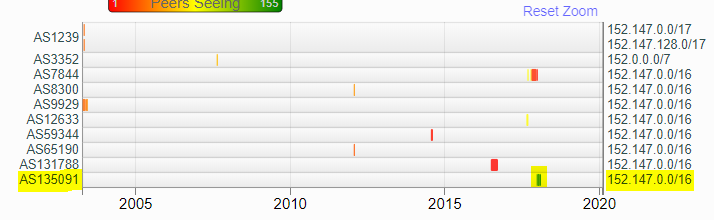 Reset Zoom
1 Peers Seeing 155
AS1239 152.147.0.0/17
152.147.128.0/17
AS3352 152.0.0.0/7
AS7844 152.147.0.0/16
AS8300 152.147.0.0/16
AS9929 152.147.0.0/16
AS12633 152.147.0.0/16
AS59344 152.147.0.0/16
AS65190 152.147.0.0/16
AS131788 152.147.0.0/16
AS135091 152.147.0.0/16
2005 2010 2015 2020